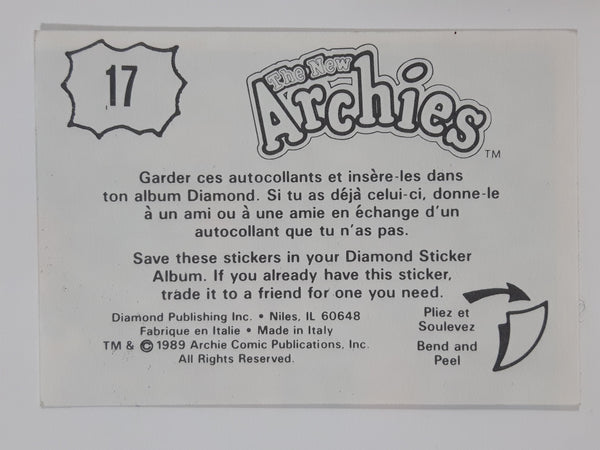 17
The New
Archies
TM
Garder ces autocollants et insère-les dans
ton album Diamond. Si tu as déjà celui-ci, donne-le
à un ami ou à une amie en échange d'un
autocollant que tu n'as pas.
Save these stickers in your Diamond Sticker
Album. If you already have this sticker,
trade it to a friend for one you need.
Diamond Publishing Inc. • Niles, IL 60648
Fabrique en Italie • Made in Italy
TM & © 1989 Archie Comic Publications, Inc.
All Rights Reserved.
Pliez et
Soulevez
Bend and
Peel